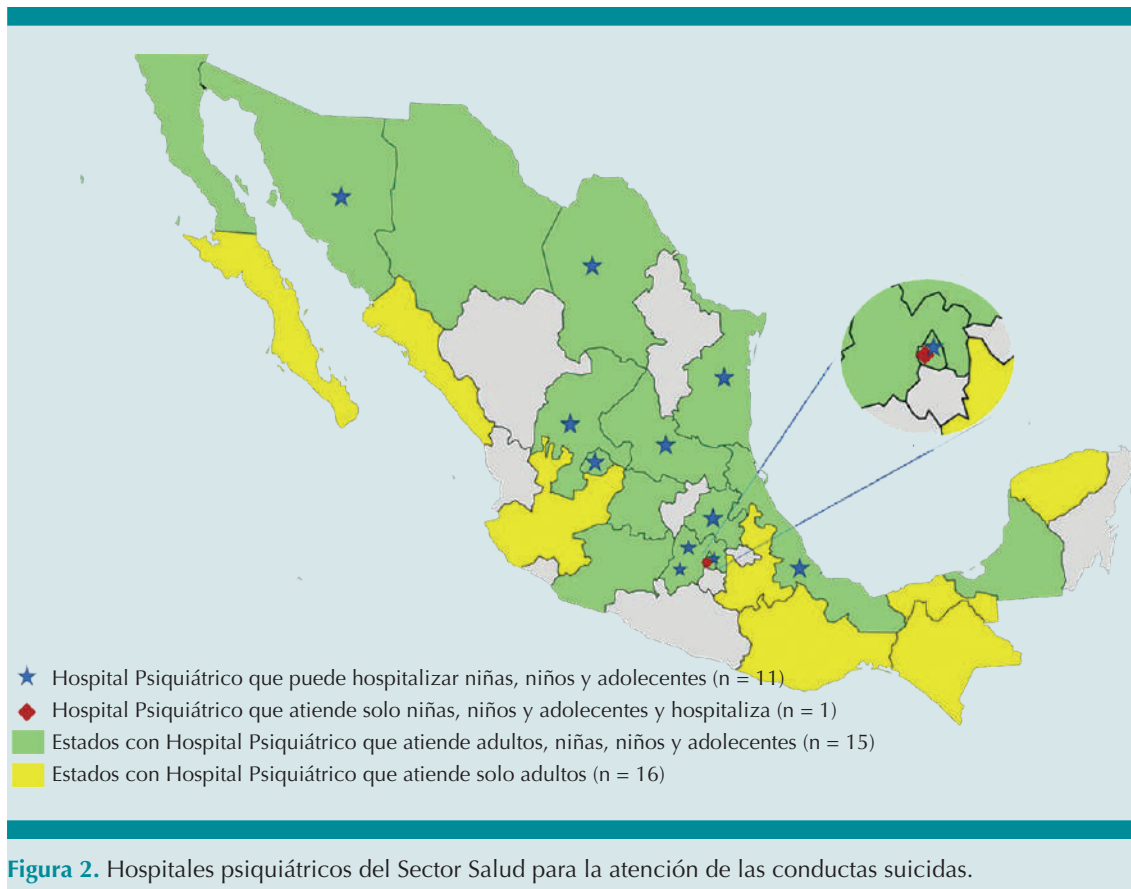 Hospital Psiquiátrico que puede hospitalizar niñas, niños y adolecentes (n = 11)
Hospital Psiquiátrico que atiende solo niñas, niños y adolecentes y hospitaliza (n = 1)
Estados con Hospital Psiquiátrico que atiende adultos, niñas, niños y adolecentes (n = 15)
Estados con Hospital Psiquiátrico que atiende solo adultos (n = 16)
Figura 2. Hospitales psiquiátricos del Sector Salud para la atención de las conductas suicidas.